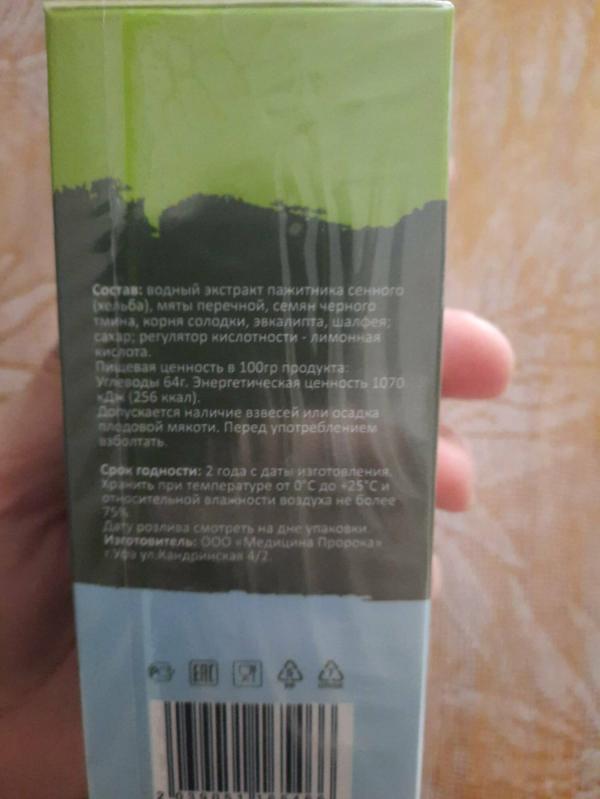 Состав: водный экстракт пажитника сенного
(хельба), мяты перечной, семян черного
тмина, корня солодки, эвкалипта, шалфея;
сахар; регулятор кислотности - лимонная
кислота.
Пищевая ценность в 100гр продукта:
Углеводы 64г. Энергетическая ценность 1070
кДж (256 ккал).
Допускается наличие взвесей или осадка
плодовой мякоти. Перед употреблением
взболтать.
Срок годности: 2 года с даты изготовления.
Хранить при температуре от 0°С до +25°С и
относительной влажности воздуха не более
75%.
Дату розлива смотреть на дне упаковки.
Изготовитель: ООО «Медицина Пророка»
г.Уфа ул.Кандринская 4/2.
EAC